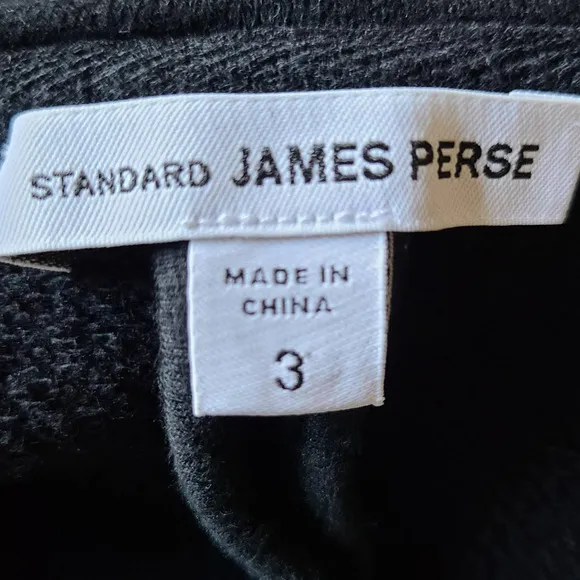 STANDARD JAMES PERSE
MADE IN
CHINA
3